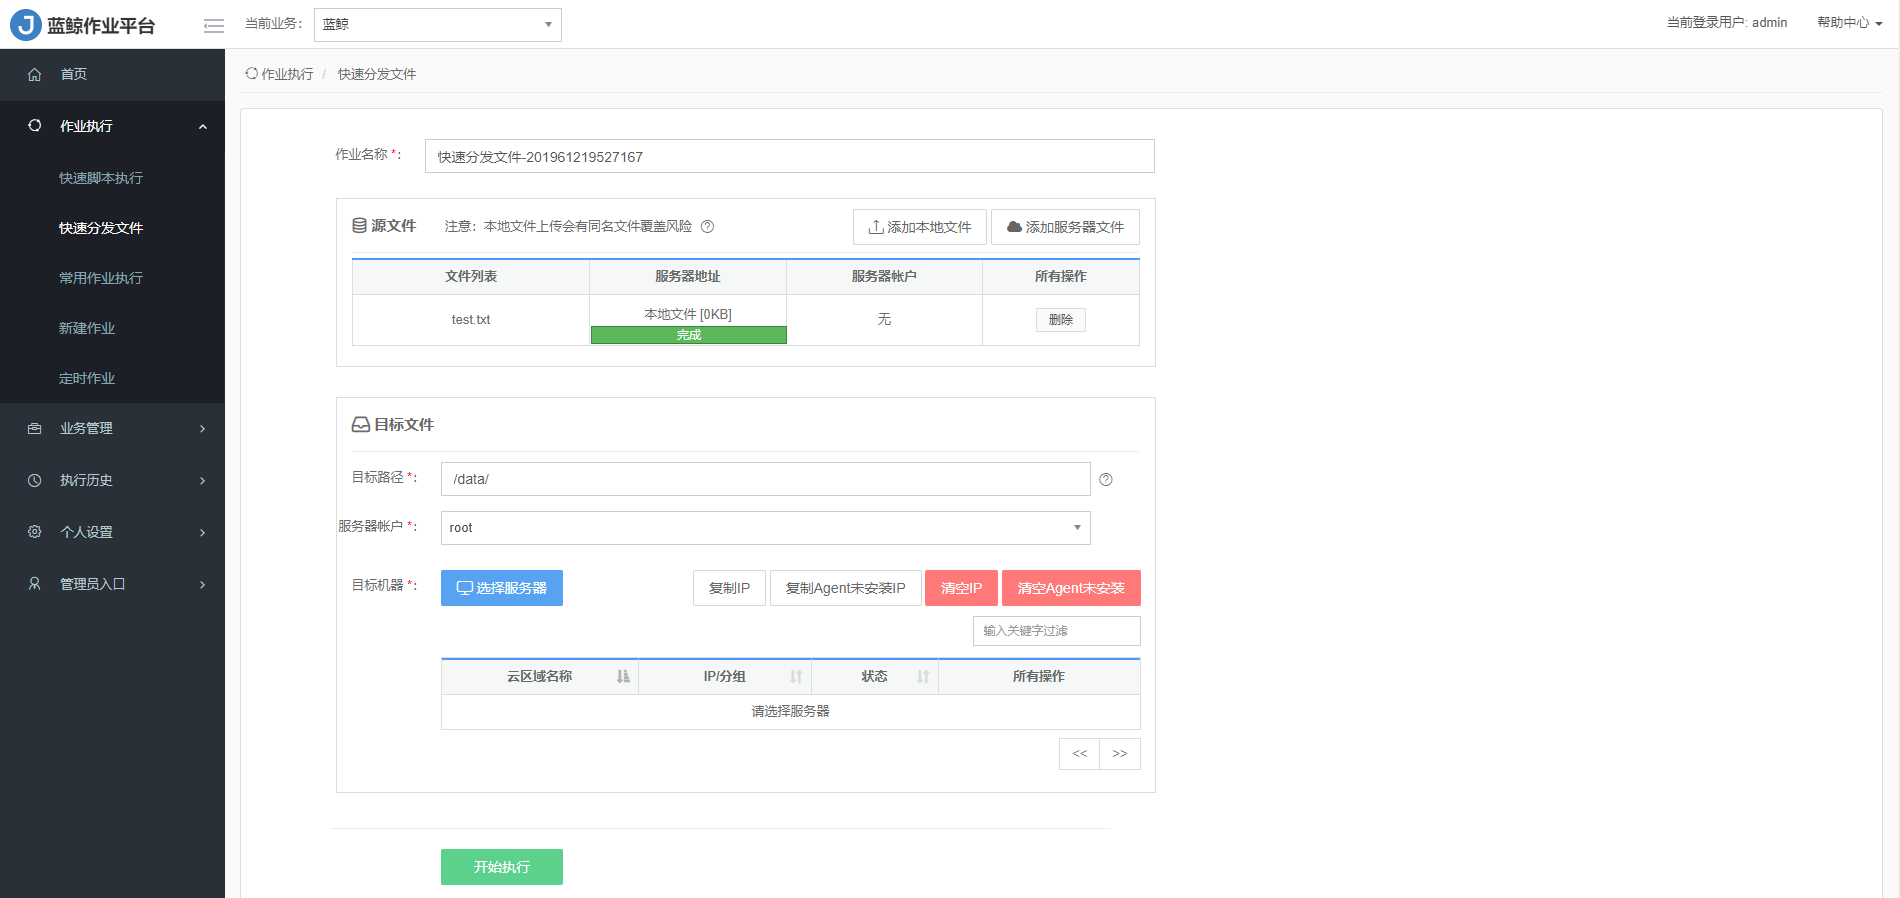 蓝鲸作业平台
当前业务: 蓝鲸
当前登录用户: admin 帮助中心
首页
作业执行
快速脚本执行
快速分发文件
常用作业执行
新建作业
定时作业
业务管理
执行历史
个人设置
管理员入口
作业执行 / 快速分发文件
作业名称 *: 快速分发文件-201961219527167
源文件 注意: 本地文件上传会有同名文件覆盖风险 添加本地文件 添加服务器文件
文件列表 服务器地址 服务器帐户 所有操作
test.txt 本地文件 [0KB] 无 删除
完成
目标文件
目标路径 *: /data/
服务器帐户 *: root
目标机器 *: 选择服务器 复制IP 复制Agent未安装IP 清空IP 清空Agent未安装
输入关键字过滤
云区域名称 IP/分组 状态 所有操作
请选择服务器
<< >>
开始执行